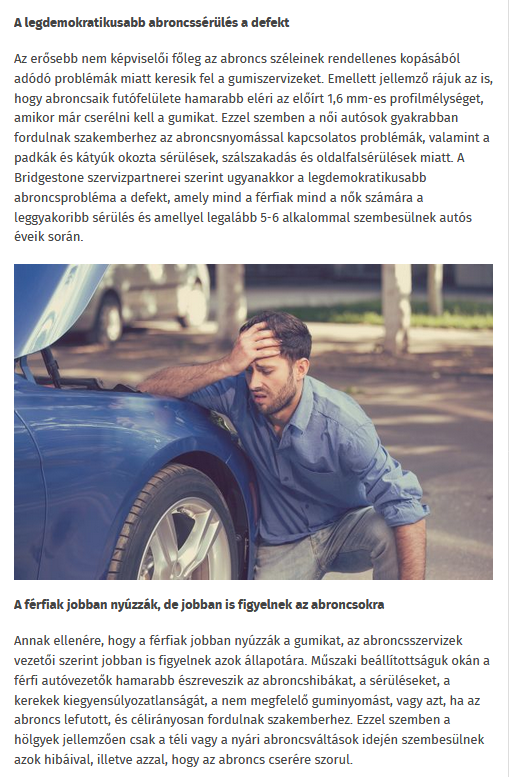 A legdemokratikusabb abroncssérülés a defekt
Az erősebb nem képviselői főleg az abroncs széleinek rendellenes kopásából
adódó problémák miatt keresik fel a gumiszervizeket. Emellett jellemző rájuk az is,
hogy abroncsaik futófelülete hamarabb eléri az előírt 1,6 mm-es profilmélységet,
amikor már cserélni kell a gumikat. Ezzel szemben a női autósok gyakrabban
fordulnak szakemberhez az abroncsnyomással kapcsolatos problémák, valamint a
padkák és kátyúk okozta sérülések, szálszakadás és oldalfalsérülések miatt. A
Bridgestone szervizpartnerei szerint ugyanakkor a legdemokratikusabb
abroncsprobléma a defekt, amely mind a férfiak mind a nők számára a
leggyakoribb sérülés és amellyel legalább 5-6 alkalommal szembesülnek autós
éveik során.
A férfiak jobban nyúzzák, de jobban is figyelnek az abroncsokra
Annak ellenére, hogy a férfiak jobban nyúzzák a gumikat, az abroncsszervizek
vezetői szerint jobban is figyelnek azok állapotára. Műszaki beállítottságuk okán a
férfi autóvezetők hamarabb észreveszik az abroncshibákat, a sérüléseket, a
kerekek kiegyensúlyozatlanságát, a nem megfelelő guminyomást, vagy azt, ha az
abroncs lefutott, és célirányosan fordulnak szakemberhez. Ezzel szemben a
hölgyek jellemzően csak a téli vagy a nyári abroncsváltások idején szembesülnek
azok hibáival, illetve azzal, hogy az abroncs cserére szorul.